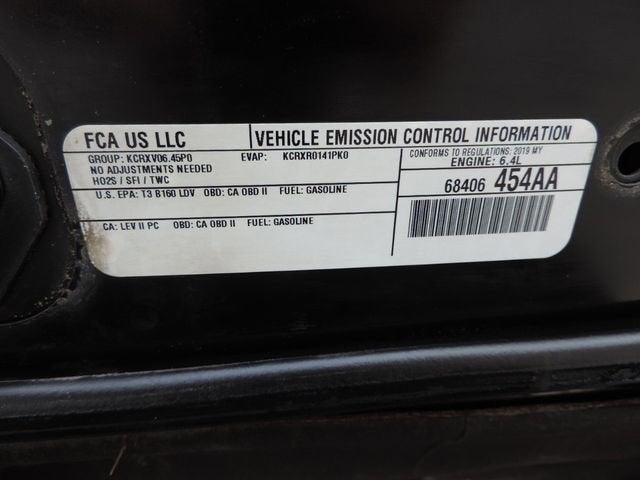 FCA US LLC VEHICLE EMISSION CONTROL INFORMATION
GROUP: KCRXV06.45P0 EVAP: KCRXR0141PK0 CONFORMS TO REGULATIONS: 2019 MY
NO ADJUSTMENTS NEEDED ENGINE: 6.4L
HO2S / SFI / TWC
68406 454AA
U.S. EPA: T3 B160 LDV OBD: CA OBD II FUEL: GASOLINE
CA: LEV II PC OBD: CA OBD II FUEL: GASOLINE